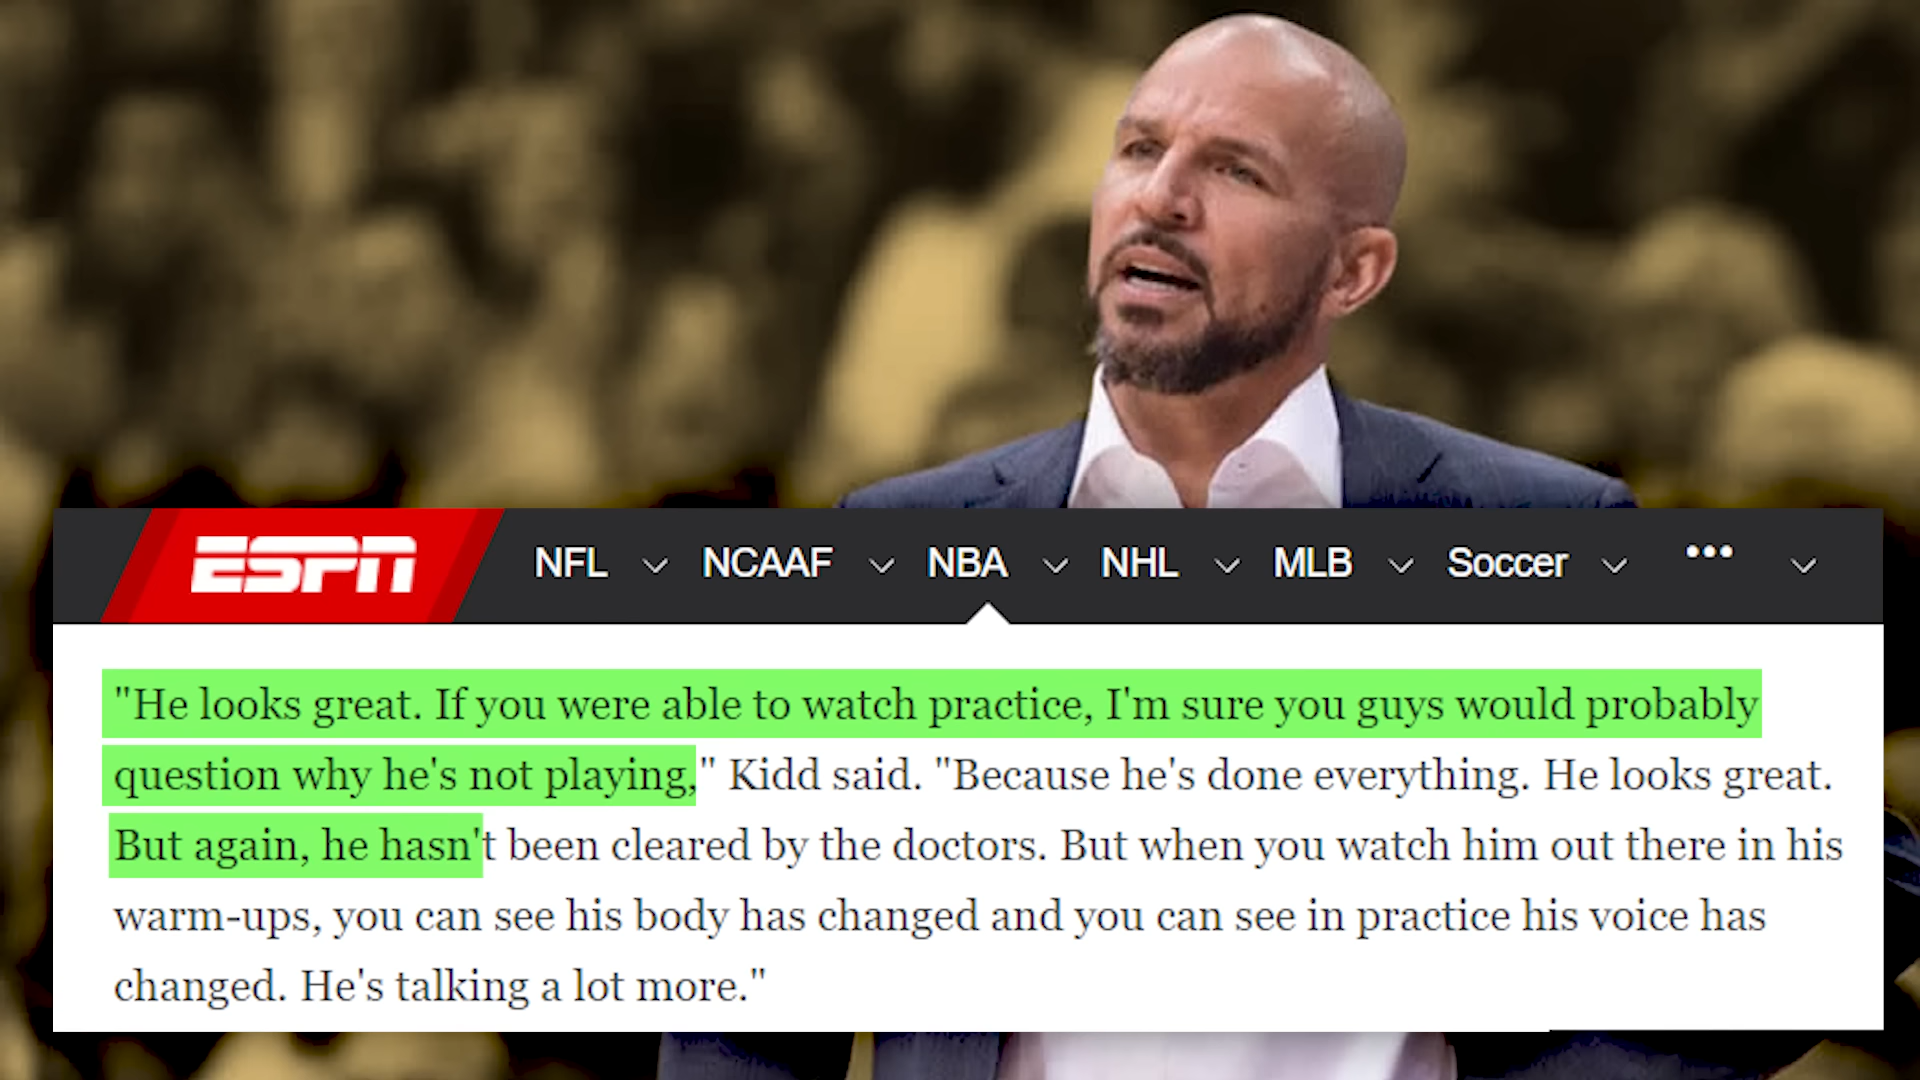 ESPN NFL NCAAF NBA NHL MLB Soccer •••
"He looks great. If you were able to watch practice, I'm sure you guys would probably
question why he's not playing," Kidd said. "Because he's done everything. He looks great.
But again, he hasn't been cleared by the doctors. But when you watch him out there in his
warm-ups, you can see his body has changed and you can see in practice his voice has
changed. He's talking a lot more."